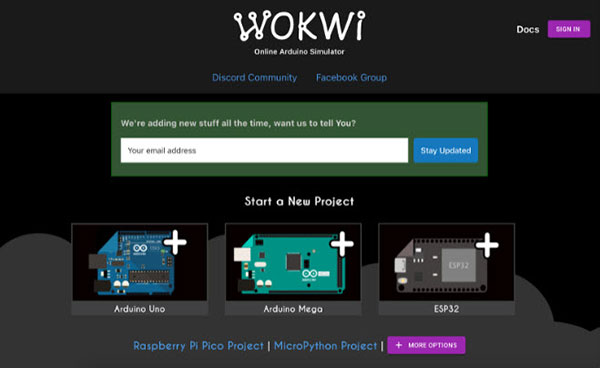 WOKWi
Online Arduino Simulator
Docs
SIGN IN
Discord Community Facebook Group
We're adding new stuff all the time, want us to tell You?
Your email address
Stay Updated
Start a New Project
ESP32
Arduino Uno
Arduino Mega
ESP32
Raspberry Pi Pico Project | MicroPython Project |
+ MORE OPTIONS